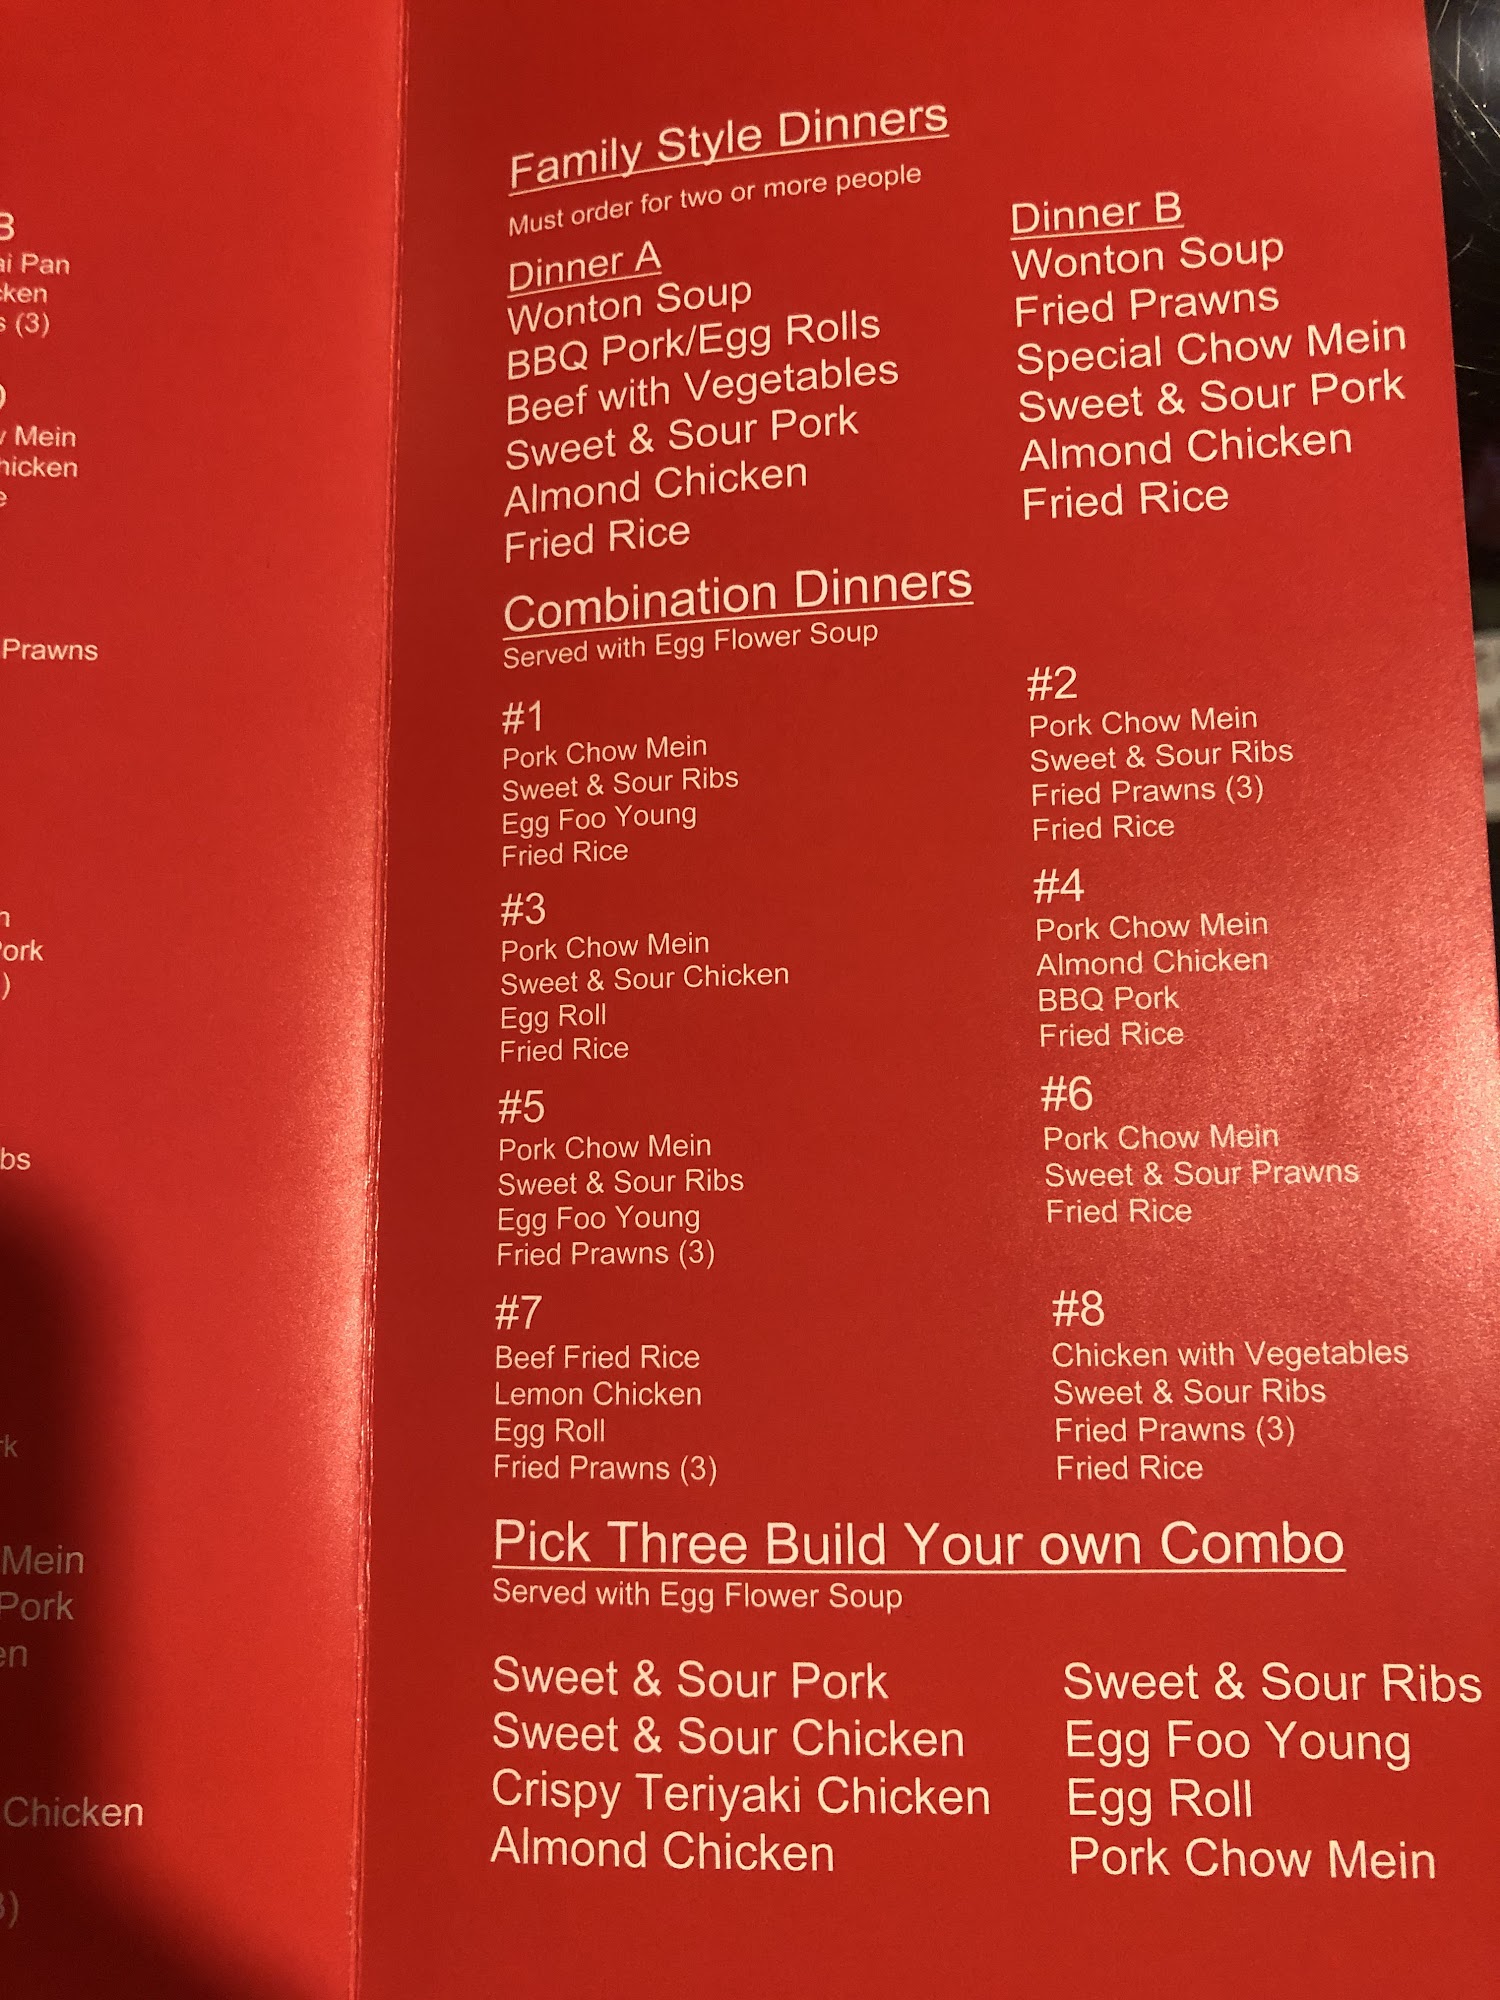 B
Pan
(3)
Mein
Prawns
Mein
Pork
Chicken
Family Style Dinners
Must order for two or more people
Dinner A
Wonton Soup
BBQ Pork/Egg Rolls
Beef with Vegetables
Sweet & Sour Pork
Almond Chicken
Fried Rice
Dinner B
Wonton Soup
Fried Prawns
Special Chow Mein
Sweet & Sour Pork
Almond Chicken
Fried Rice
Combination Dinners
Served with Egg Flower Soup
#1
Pork Chow Mein
Sweet & Sour Ribs
Egg Foo Young
Fried Rice
#2
Pork Chow Mein
Sweet & Sour Ribs
Fried Prawns (3)
Fried Rice
#3
Pork Chow Mein
Sweet & Sour Chicken
Egg Roll
Fried Rice
#4
Pork Chow Mein
Almond Chicken
BBQ Pork
Fried Rice
#5
Pork Chow Mein
Sweet & Sour Ribs
Egg Foo Young
Fried Prawns (3)
#6
Pork Chow Mein
Sweet & Sour Prawns
Fried Rice
#7
Beef Fried Rice
Lemon Chicken
Egg Roll
Fried Prawns (3)
#8
Chicken with Vegetables
Sweet & Sour Ribs
Fried Prawns (3)
Fried Rice
Pick Three Build Your own Combo
Served with Egg Flower Soup
Sweet & Sour Pork
Sweet & Sour Chicken
Crispy Teriyaki Chicken
Almond Chicken
Sweet & Sour Ribs
Egg Foo Young
Egg Roll
Pork Chow Mein